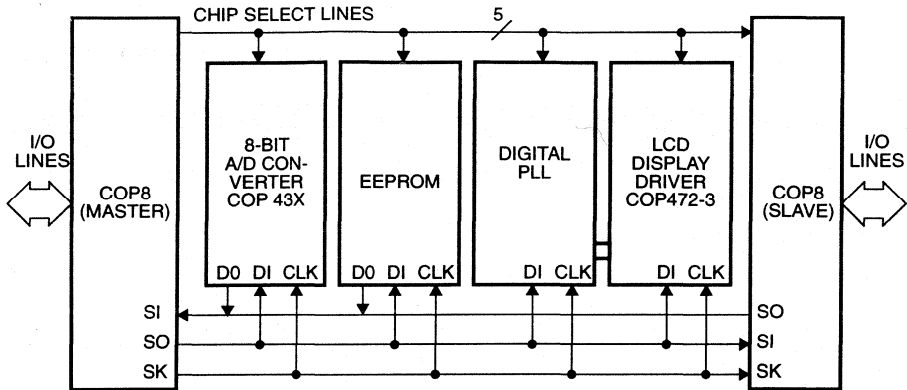 CHIP SELECT LINES
5
I/O
LINES
COP8
(MASTER)
8-BIT
A/D CON-
VERTER
COP 43X
D0 DI CLK
EEPROM
D0 DI CLK
DIGITAL
PLL
DI CLK
LCD
DISPLAY
DRIVER
COP472-3
DI CLK
COP8
(SLAVE)
I/O
LINES
SI
SO
SK
SO
SI
SK